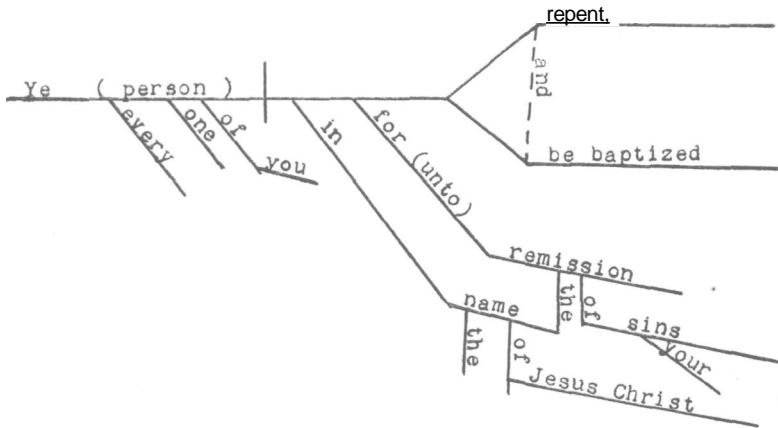 repent,
Ye ( person )
and
every
one
of
you
in
for (unto)
be baptized
remission
the
of
sins
your
name
the
of
Jesus Christ